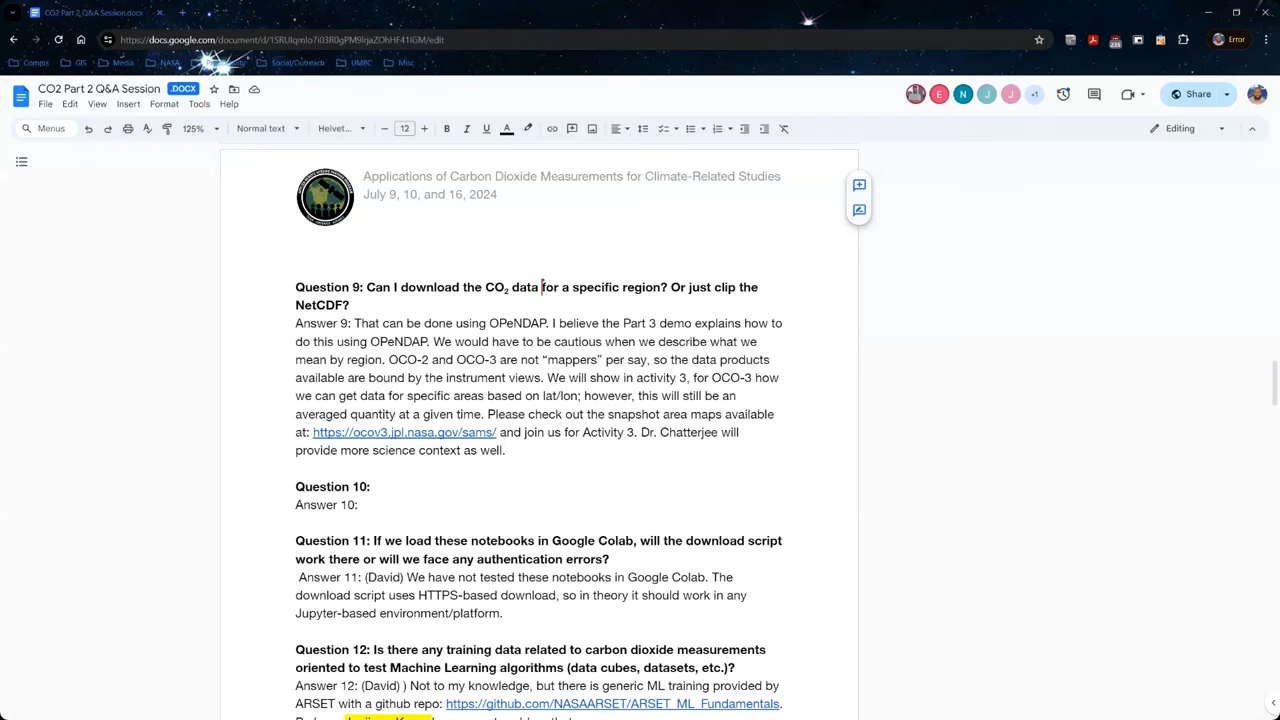 CO2 Part 2 Q&A Session.docx
https://docs.google.com/document/d/1SRUIqmIo7i03R0gPM9IrjaZOhHF41IGM/edit
Error
Comps
GIS
Media
NASA
Social/Outreach
UMBC
Misc
CO2 Part 2 Q&A Session
.DOCX
File Edit View Insert Format Tools Help
E N J J +1
Share
Menus
125%
Normal text
Helvet...
12
Editing
Applications of Carbon Dioxide Measurements for Climate-Related Studies
July 9, 10, and 16, 2024
Question 9: Can I download the CO₂ data for a specific region? Or just clip the
NetCDF?
Answer 9: That can be done using OPeNDAP. I believe the Part 3 demo explains how to
do this using OPeNDAP. We would have to be cautious when we describe what we
mean by region. OCO-2 and OCO-3 are not “mappers” per say, so the data products
available are bound by the instrument views. We will show in activity 3, for OCO-3 how
we can get data for specific areas based on lat/lon; however, this will still be an
averaged quantity at a given time. Please check out the snapshot area maps available
at: https://ocov3.jpl.nasa.gov/sams/ and join us for Activity 3. Dr. Chatterjee will
provide more science context as well.
Question 10:
Answer 10:
Question 11: If we load these notebooks in Google Colab, will the download script
work there or will we face any authentication errors?
Answer 11: (David) We have not tested these notebooks in Google Colab. The
download script uses HTTPS-based download, so in theory it should work in any
Jupyter-based environment/platform.
Question 12: Is there any training data related to carbon dioxide measurements
oriented to test Machine Learning algorithms (data cubes, datasets, etc.)?
Answer 12: (David) ) Not to my knowledge, but there is generic ML training provided by
ARSET with a github repo: https://github.com/NASAARSET/ARSET_ML_Fundamentals.